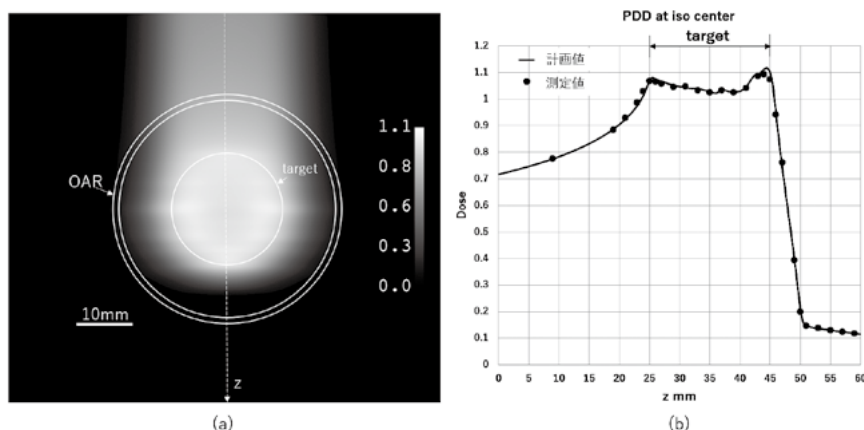 OAR
target
10mm
z
1.1
0.8
0.6
0.3
0.0
(a)
PDD at iso center
target
計画値
測定値
Dose
1.2
1.1
1
0.9
0.8
0.7
0.6
0.5
0.4
0.3
0.2
0.1
0
0 5 10 15 20 25 30 35 40 45 50 55 60
z mm
(b)